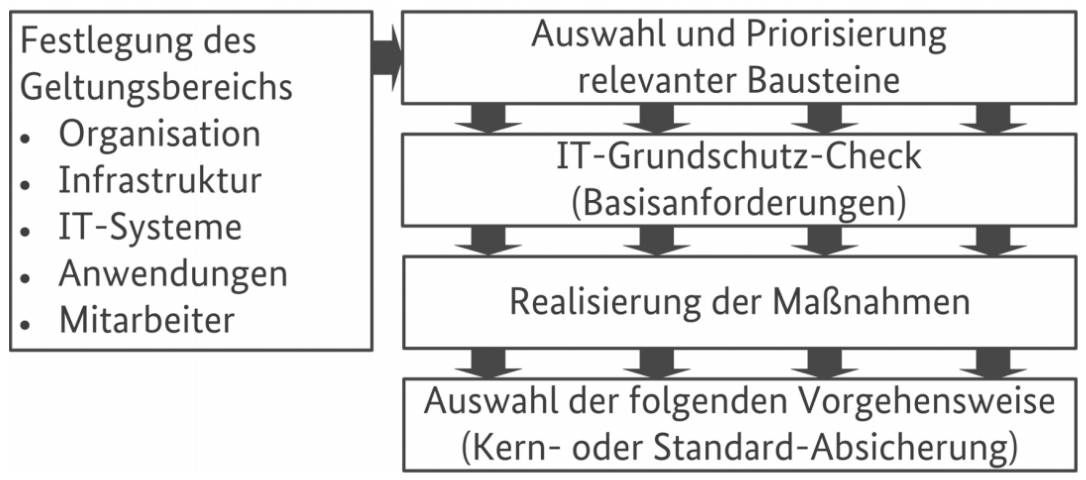 Festlegung des
Geltungsbereichs
• Organisation
• Infrastruktur
• IT-Systeme
• Anwendungen
• Mitarbeiter
Auswahl und Priorisierung
relevanter Bausteine
IT-Grundschutz-Check
(Basisanforderungen)
Realisierung der Maßnahmen
Auswahl der folgenden Vorgehensweise
(Kern- oder Standard-Absicherung)